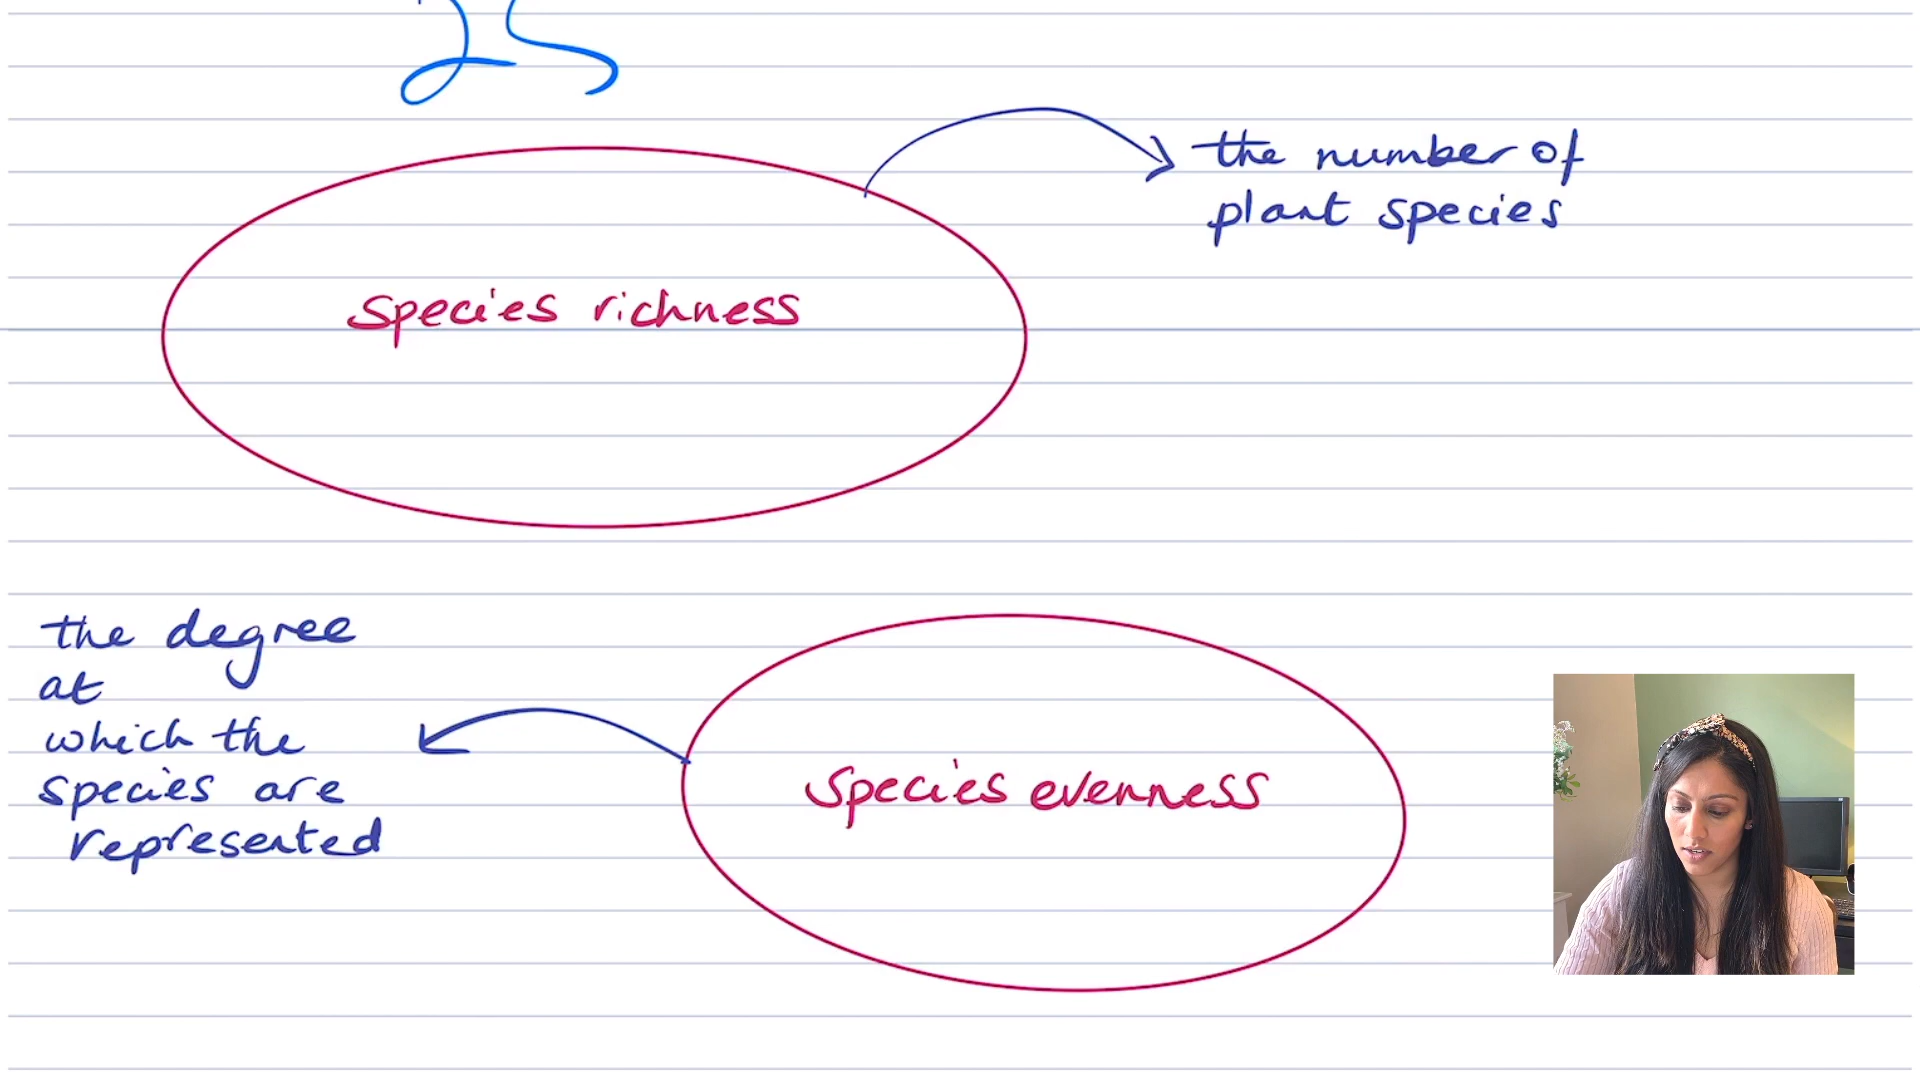 25
the number of
plant species
species richness
the degree
at
which the
species are
represented
species evenness